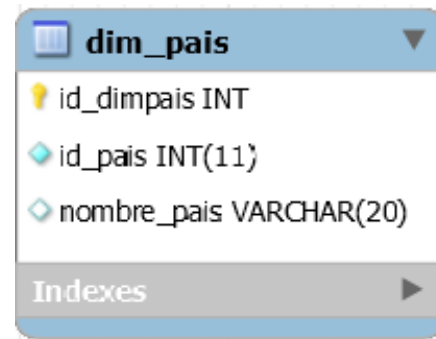 dim_pais
id_dimpais INT
id_pais INT(11)
nombre_pais VARCHAR(20)
Indexes